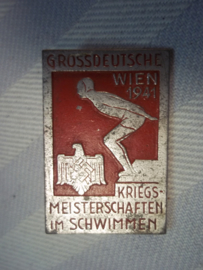 GROSSDEUTSCHE
WIEN
1941
KRIEGS-
MEISTERSCHAFTEN
IM SCHWIMMEN